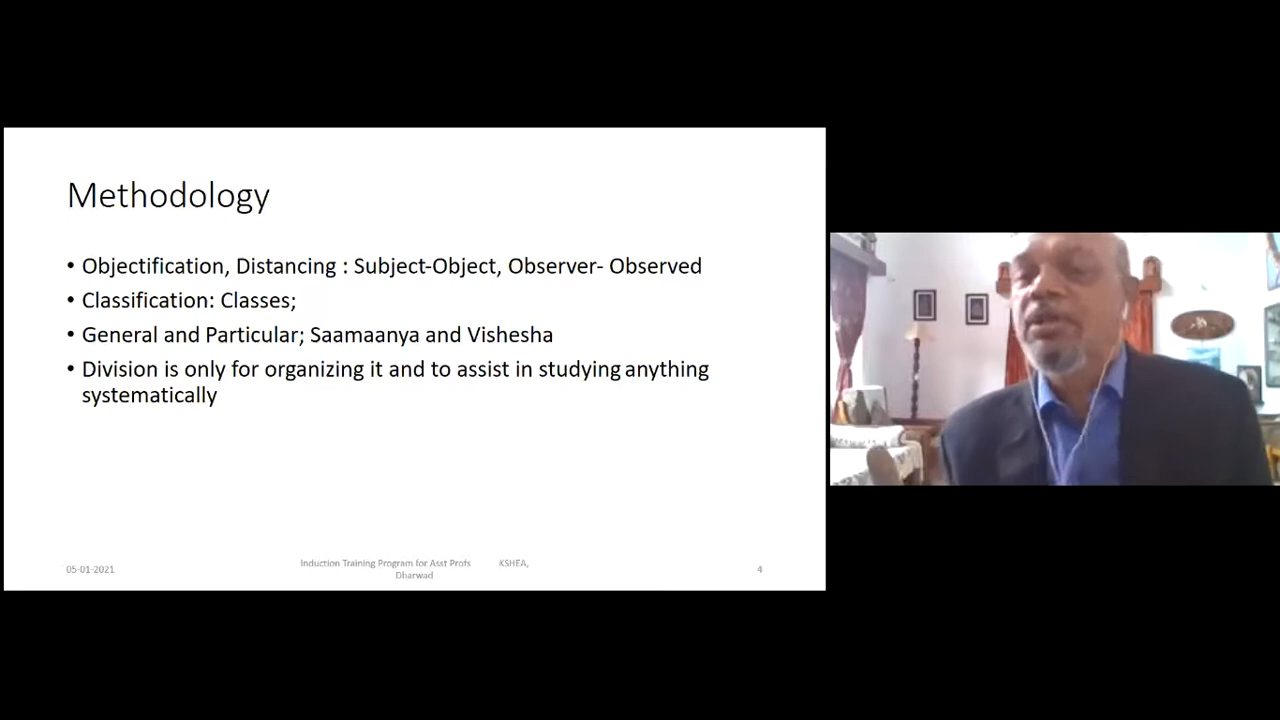 Methodology
• Objectification, Distancing : Subject-Object, Observer- Observed
• Classification: Classes;
• General and Particular; Saamaanya and Vishesha
• Division is only for organizing it and to assist in studying anything
systematically
05-01-2021
Induction Training Program for Asst Profs KSHEA,
Dharwad
4